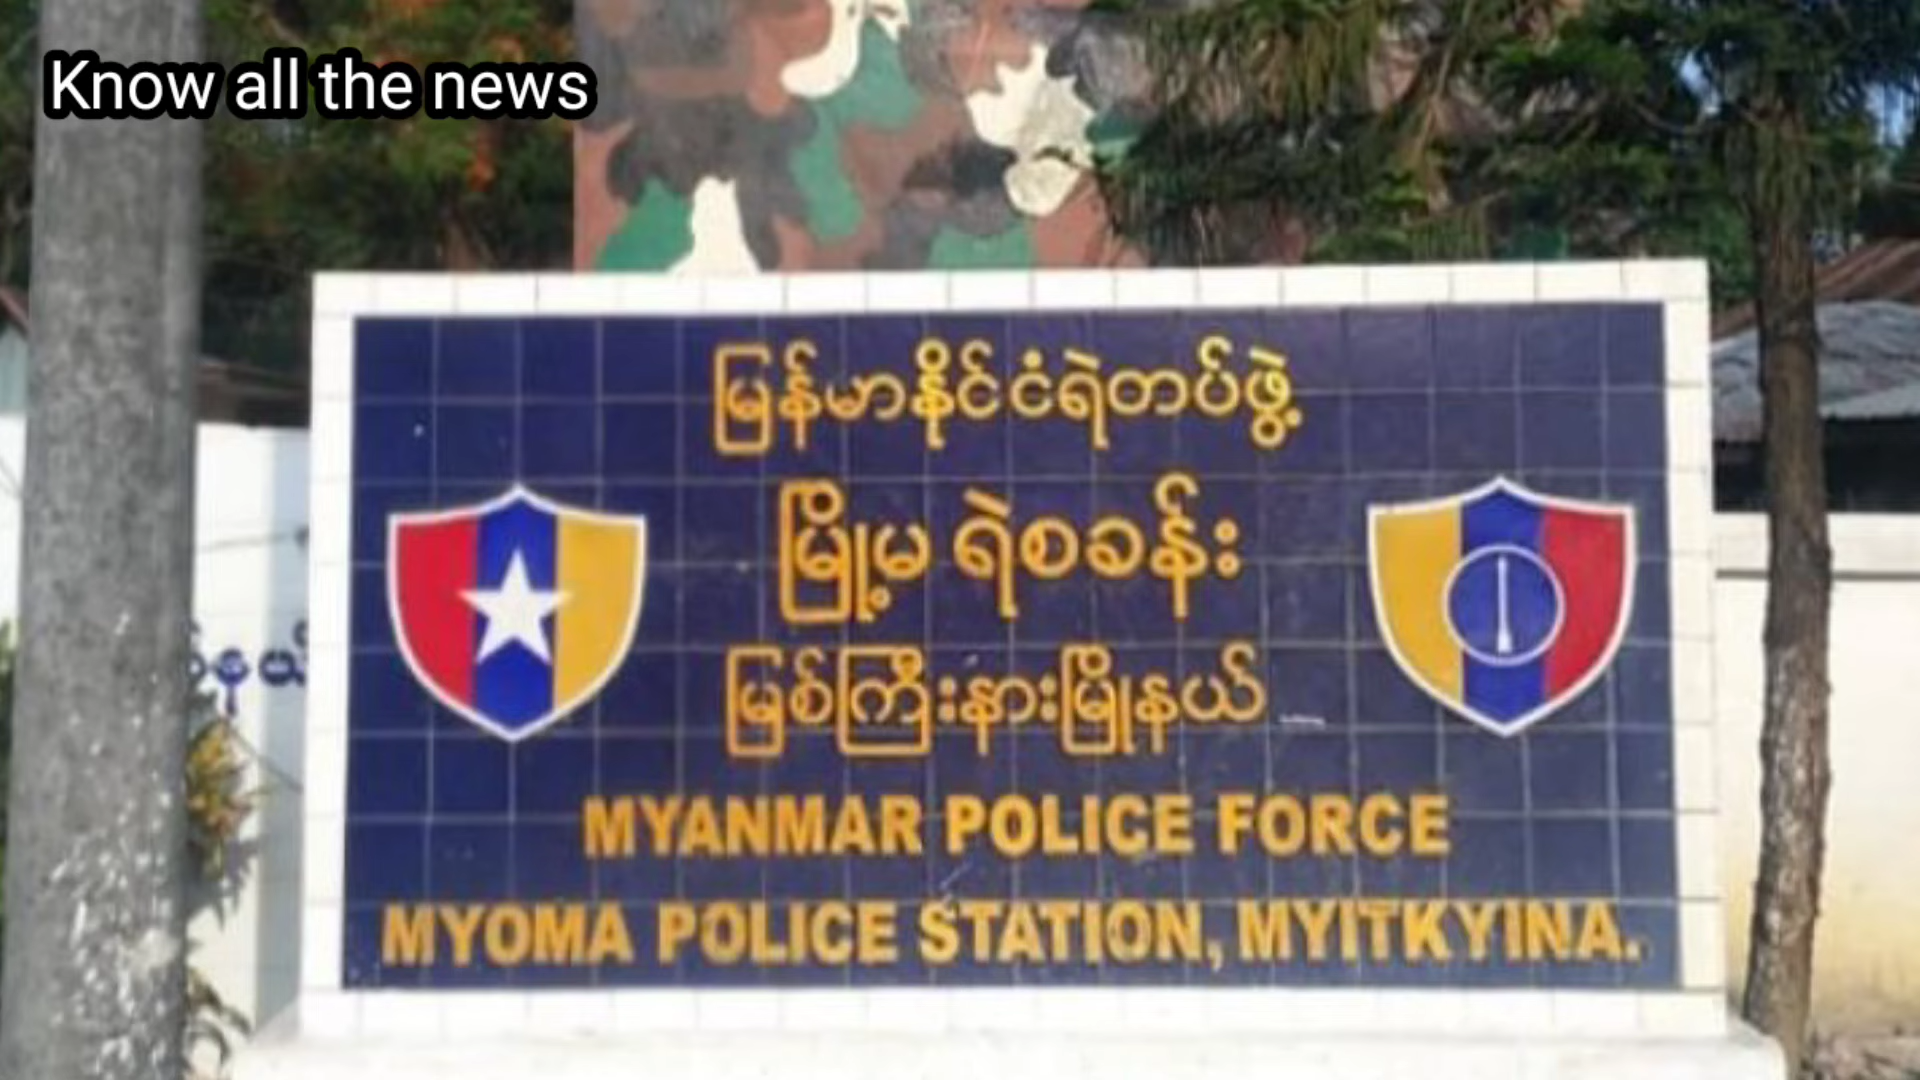 Know all the news
မြန်မာနိုင်ငံရဲတပ်ဖွဲ့
မြို့မ ရဲစခန်း
မြစ်ကြီးနားမြို့နယ်
MYANMAR POLICE FORCE
MYOMA POLICE STATION, MYITKYINA.